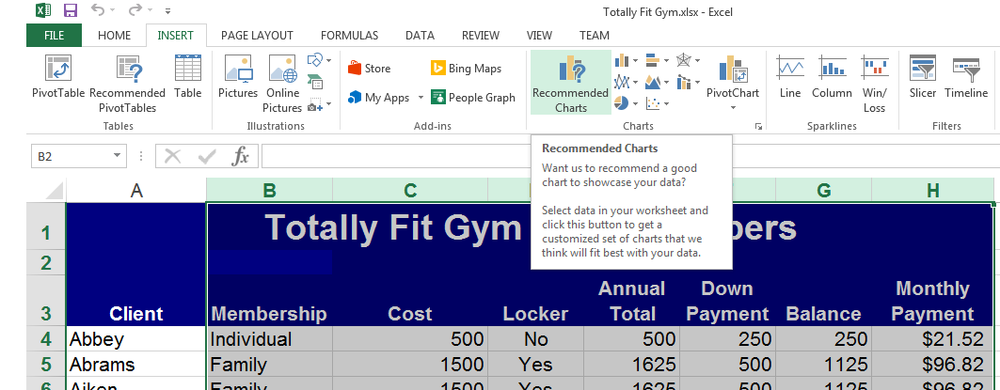 Totally Fit Gym.xlsx - Excel
FILE HOME INSERT PAGE LAYOUT FORMULAS DATA REVIEW VIEW TEAM
PivotTable Recommended PivotTables Table
Pictures Online Pictures
Store
My Apps
Bing Maps
People Graph
Recommended Charts
PivotChart
Line Column Win/Loss
Slicer Timeline
Tables Illustrations Add-ins Charts Sparklines Filters
B2 fx
Recommended Charts
Want us to recommend a good
chart to showcase your data?
Select data in your worksheet and
click this button to get a
customized set of charts that we
think will fit best with your data.
A B C G H
1 Totally Fit Gym bers
2
3 Client Membership Cost Locker Annual Total Down Payment Balance Monthly Payment
4 Abbey Individual 500 No 500 250 250 $21.52
5 Abrams Family 1500 Yes 1625 500 1125 $96.82
6 Aiken Family 1500 Yes 1625 500 1125 $96.82